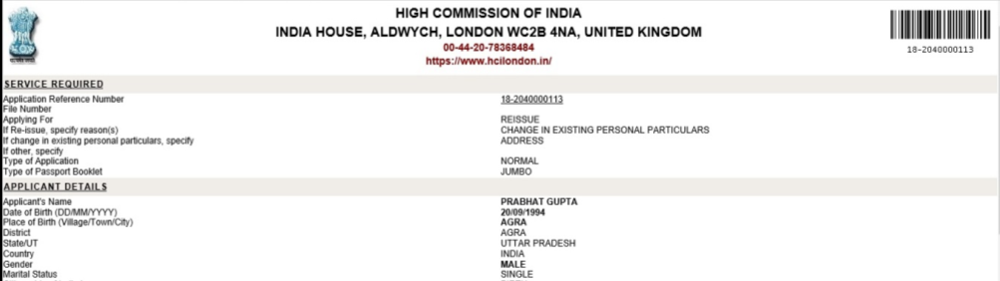 HIGH COMMISSION OF INDIA
INDIA HOUSE, ALDWYCH, LONDON WC2B 4NA, UNITED KINGDOM
00-44-20-78368484
https://www.hcilondon.in/
18-2040000113
SERVICE REQUIRED
Application Reference Number 18-2040000113
File Number
Applying For REISSUE
If Re-issue, specify reason(s) CHANGE IN EXISTING PERSONAL PARTICULARS
If change in existing personal particulars, specify ADDRESS
If other, specify
Type of Application NORMAL
Type of Passport Booklet JUMBO
APPLICANT DETAILS
Applicant's Name PRABHAT GUPTA
Date of Birth (DD/MM/YYYY) 20/09/1994
Place of Birth (Village/Town/City) AGRA
District AGRA
State/UT UTTAR PRADESH
Country INDIA
Gender MALE
Marital Status SINGLE